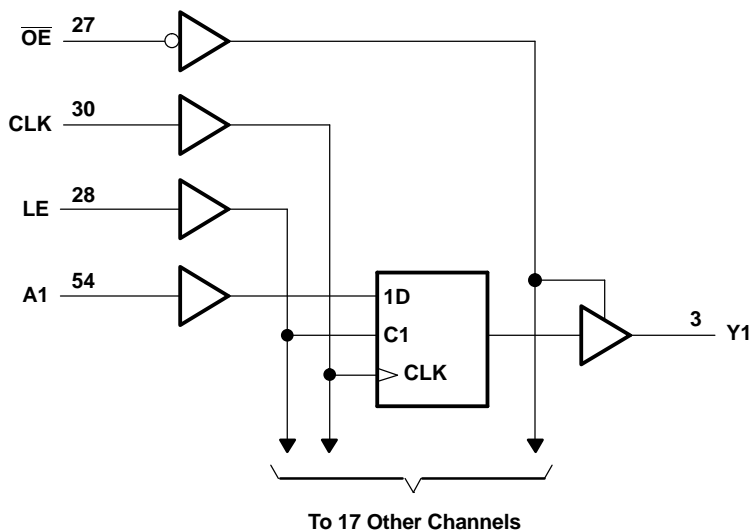 OE 27
CLK 30
LE 28
A1 54
1D
C1
CLK
3 Y1
To 17 Other Channels